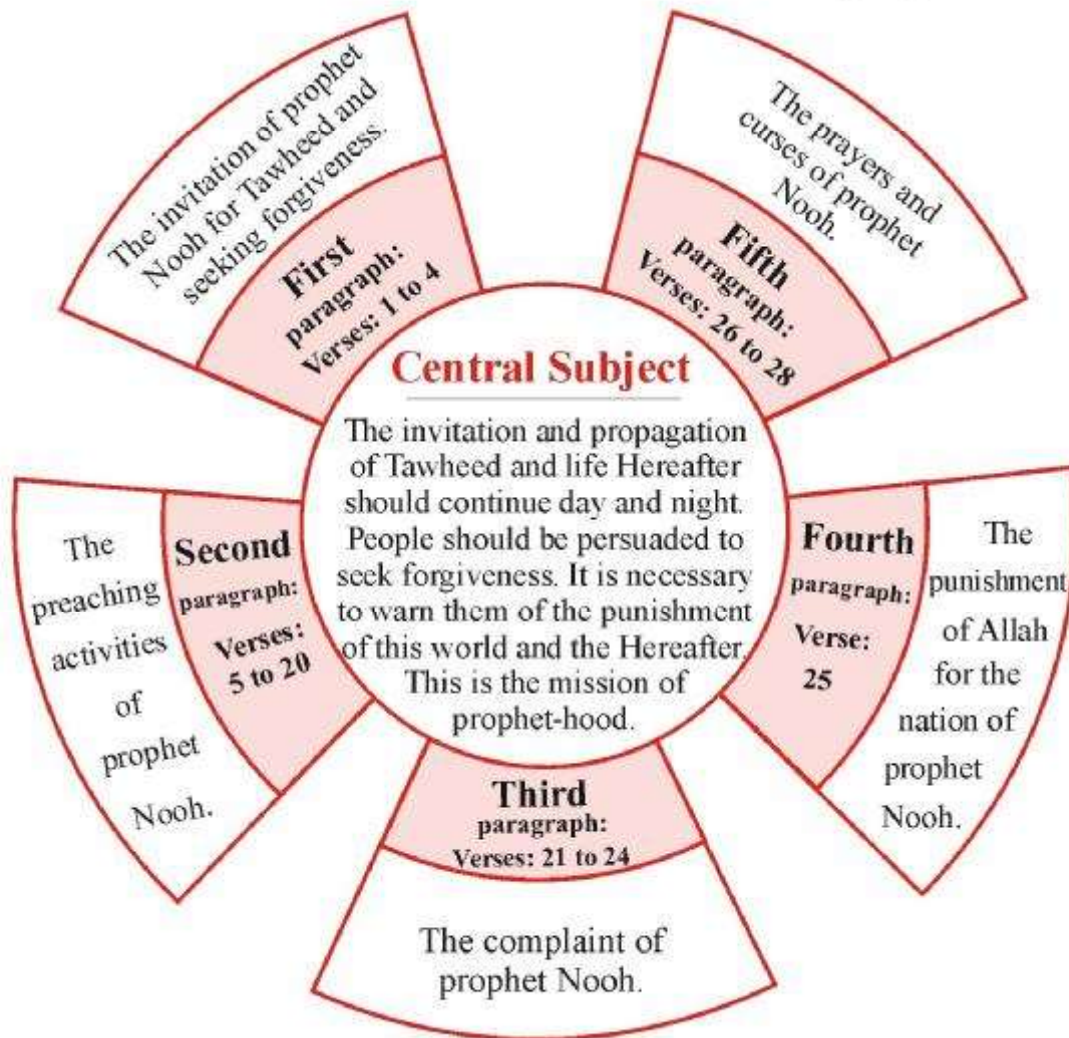 Central Subject
The invitation and propagation
of Tawheed and life Hereafter
should continue day and night.
People should be persuaded to
seek forgiveness. It is necessary
to warn them of the punishment
of this world and the Hereafter.
This is the mission of
prophet-hood.
First
paragraph:
Verses: 1 to 4
The invitation of prophet
Nooh for Tawheed and
seeking forgiveness.
Second
paragraph:
Verses:
5 to 20
The
preaching
activities
of
prophet
Nooh.
Third
paragraph:
Verses: 21 to 24
The complaint of
prophet Nooh.
Fourth
paragraph:
Verse:
25
The
punishment
of Allah
for the
nation of
prophet
Nooh.
Fifth
paragraph:
Verses: 26 to 28
The prayers and
curses of prophet
Nooh.